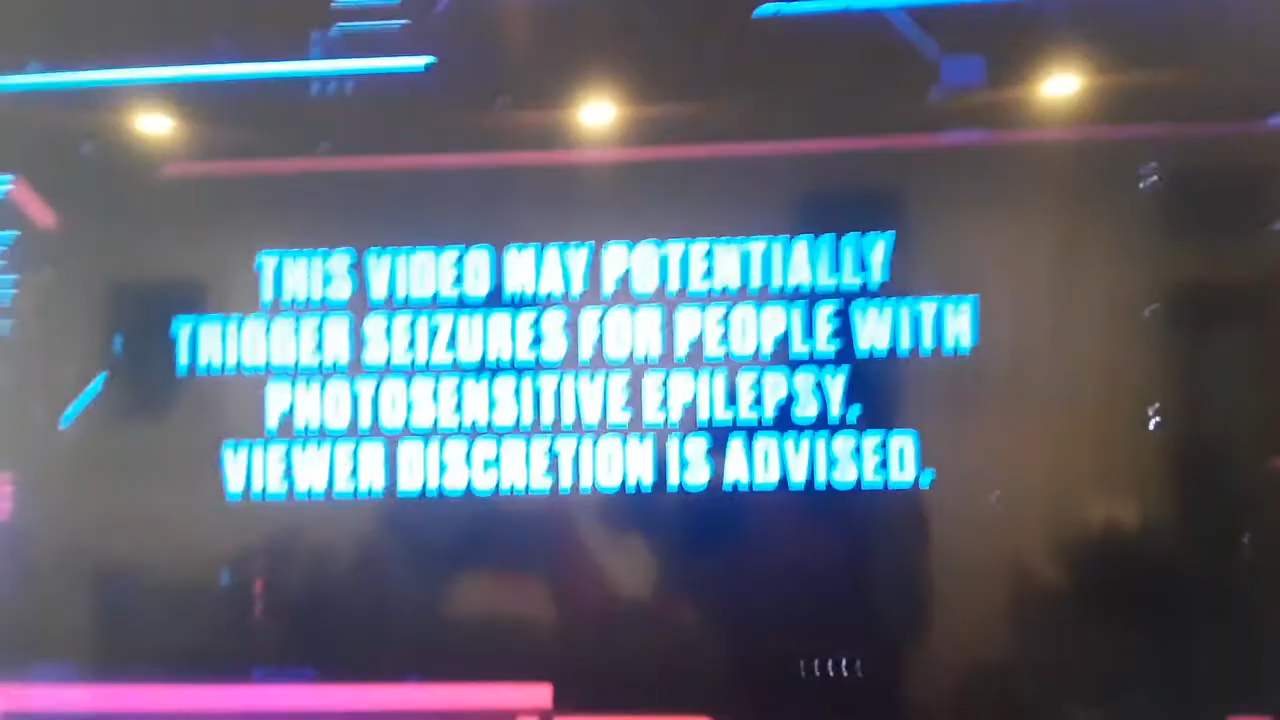 THIS VIDEO MAY POTENTIALLY
TRIGGER SEIZURES FOR PEOPLE WITH
PHOTOSENSITIVE EPILEPSY.
VIEWER DISCRETION IS ADVISED.